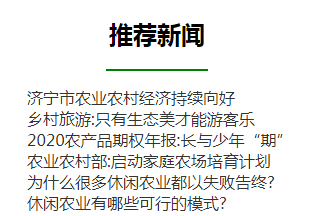 推荐新闻
济宁市农业农村经济持续向好
乡村旅游:只有生态美才能游客乐
2020农产品期权年报:长与少年“期”
农业农村部:启动家庭农场培育计划
为什么很多休闲农业都以失败告终?
休闲农业有哪些可行的模式?